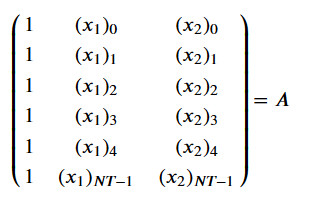 1 (x₁)₀ (x₂)₀
1 (x₁)₁ (x₂)₁
1 (x₁)₂ (x₂)₂
1 (x₁)₃ (x₂)₃ = A
1 (x₁)₄ (x₂)₄
1 (x₁)NT−1 (x₂)NT−1